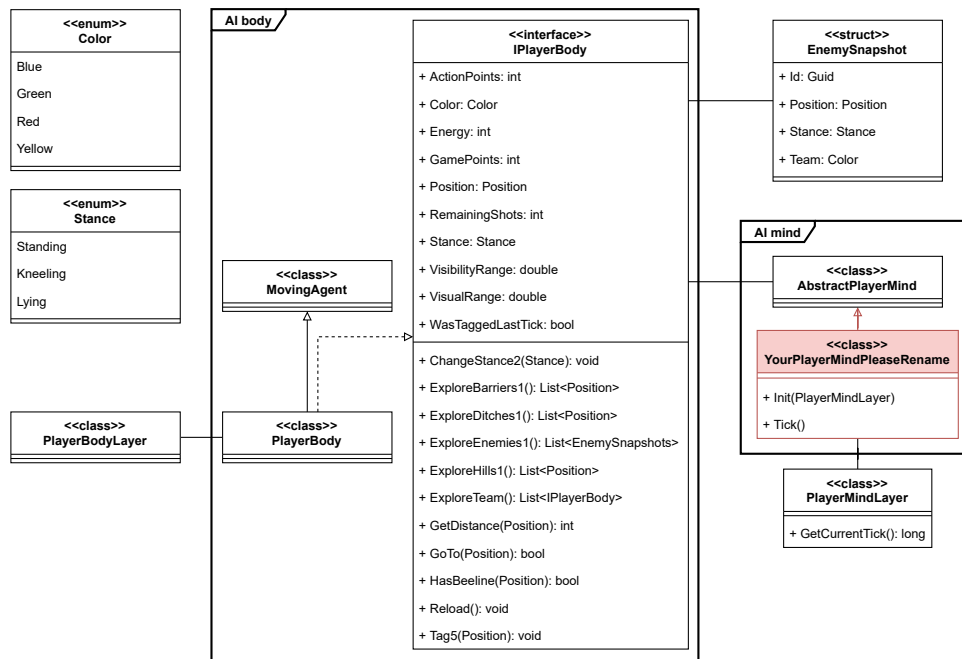 <<enum>>
Color
Blue
Green
Red
Yellow
<<enum>>
Stance
Standing
Kneeling
Lying
<<class>>
PlayerBodyLayer
AI body
<<class>>
MovingAgent
<<class>>
PlayerBody
<<interface>>
IPlayerBody
+ ActionPoints: int
+ Color: Color
+ Energy: int
+ GamePoints: int
+ Position: Position
+ RemainingShots: int
+ Stance: Stance
+ VisibilityRange: double
+ VisualRange: double
+ WasTaggedLastTick: bool
+ ChangeStance2(Stance): void
+ ExploreBarriers1(): List<Position>
+ ExploreDitches1(): List<Position>
+ ExploreEnemies1(): List<EnemySnapshots>
+ ExploreHills1(): List<Position>
+ ExploreTeam(): List<IPlayerBody>
+ GetDistance(Position): int
+ GoTo(Position): bool
+ HasBeeline(Position): bool
+ Reload(): void
+ Tag5(Position): void
<<struct>>
EnemySnapshot
+ Id: Guid
+ Position: Position
+ Stance: Stance
+ Team: Color
AI mind
<<class>>
AbstractPlayerMind
<<class>>
YourPlayerMindPleaseRename
+ Init(PlayerMindLayer)
+ Tick()
<<class>>
PlayerMindLayer
+ GetCurrentTick(): long